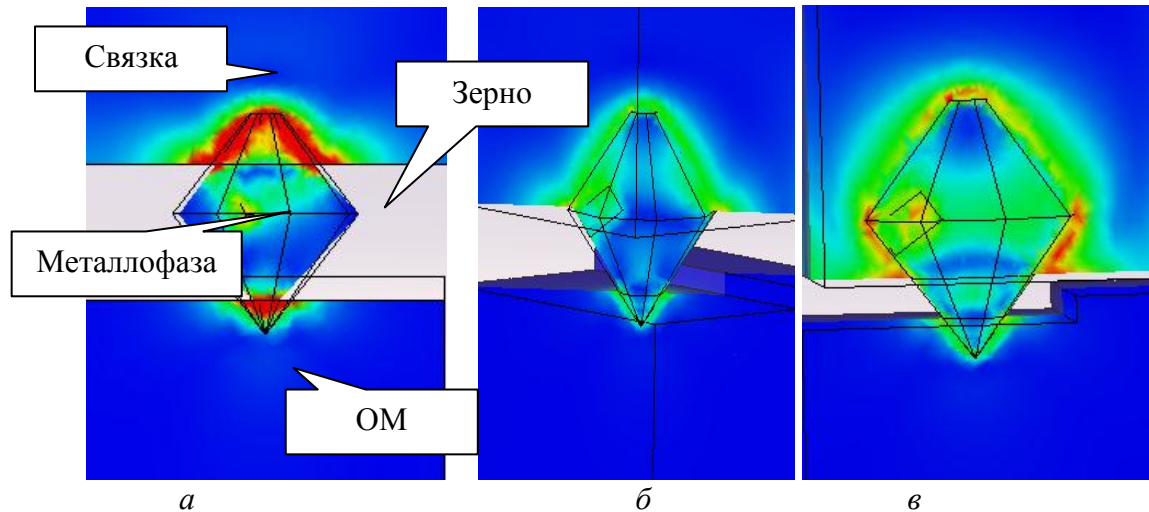 Связка
Зерно
Металлофаза
ОМ
а б в